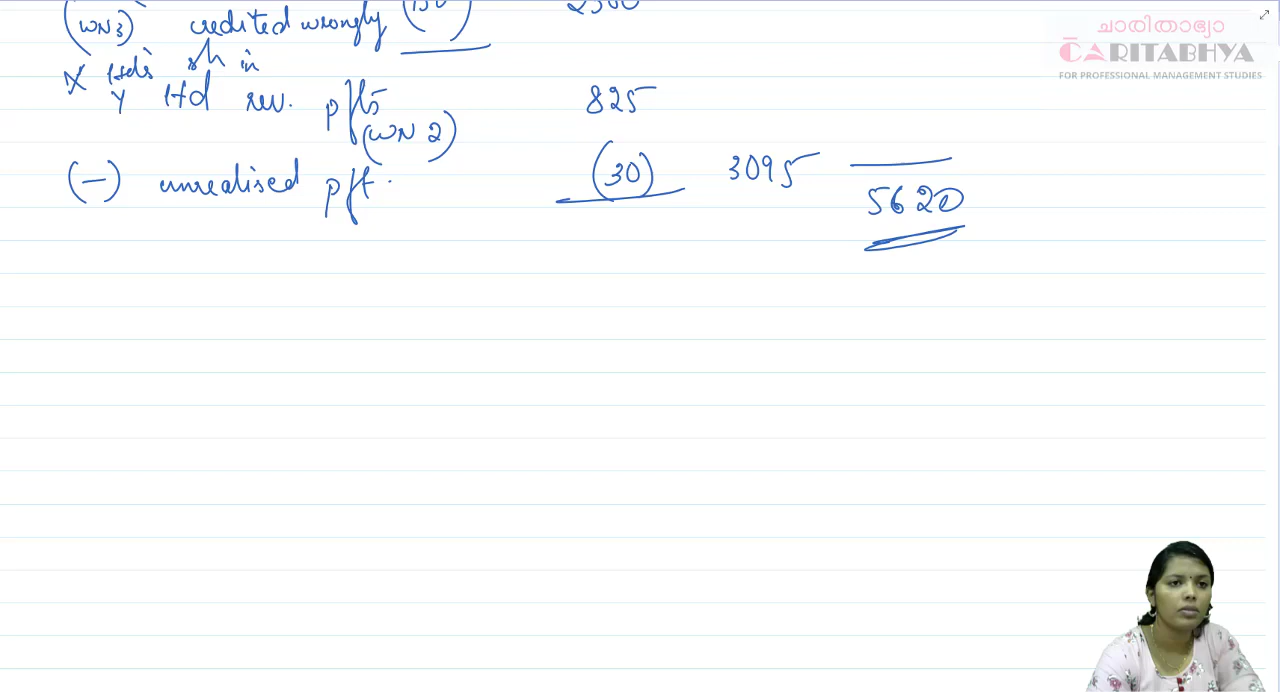 (WN3) credited wrongly
X Ltd's sh in
Y Ltd rev. pfts 825
(WN 2)
(-) unrealised pft. (30) 3095
5620
ചാരിതാഭ്യാ
CARITABHYA
FOR PROFESSIONAL MANAGEMENT STUDIES